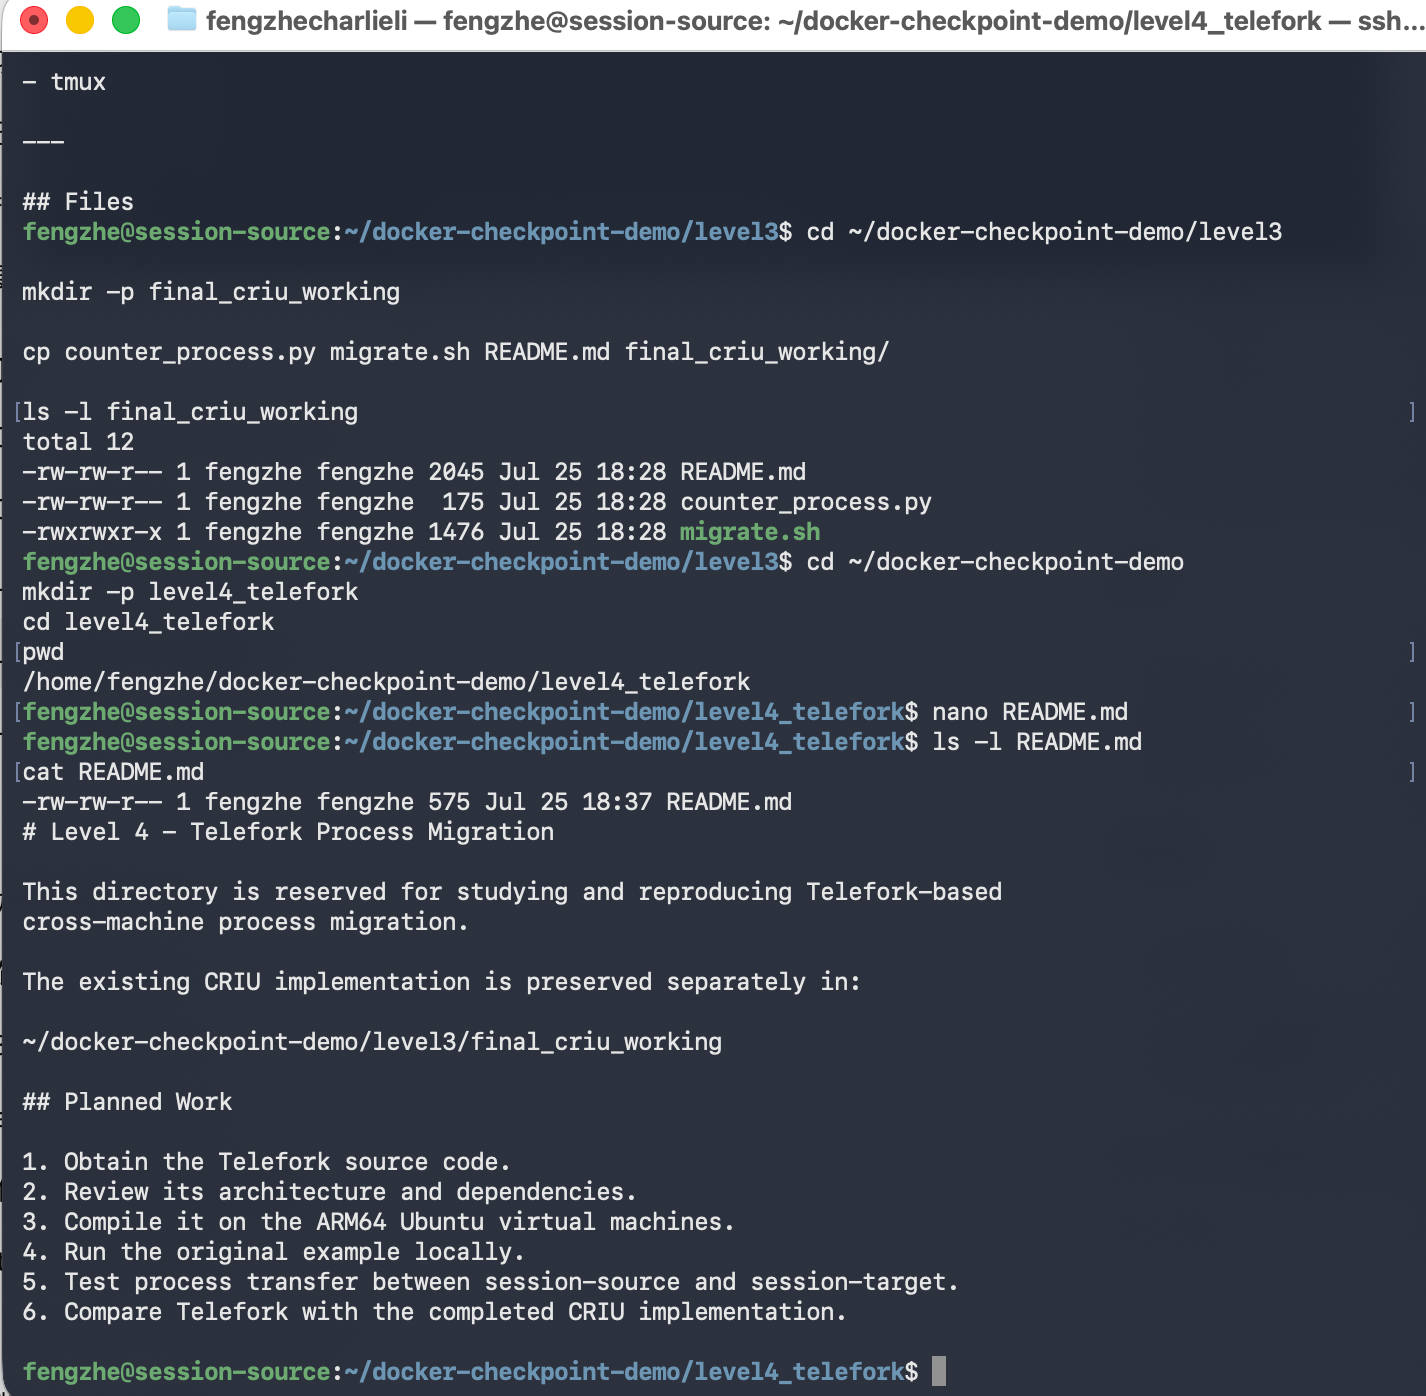 fengzhecharlieli — fengzhe@session-source: ~/docker-checkpoint-demo/level4_telefork — ssh...
- tmux
---
## Files
fengzhe@session-source:~/docker-checkpoint-demo/level3$ cd ~/docker-checkpoint-demo/level3
mkdir -p final_criu_working
cp counter_process.py migrate.sh README.md final_criu_working/
[ls -l final_criu_working ]
total 12
-rw-rw-r-- 1 fengzhe fengzhe 2045 Jul 25 18:28 README.md
-rw-rw-r-- 1 fengzhe fengzhe  175 Jul 25 18:28 counter_process.py
-rwxrwxr-x 1 fengzhe fengzhe 1476 Jul 25 18:28 migrate.sh
fengzhe@session-source:~/docker-checkpoint-demo/level3$ cd ~/docker-checkpoint-demo
mkdir -p level4_telefork
cd level4_telefork
[pwd ]
/home/fengzhe/docker-checkpoint-demo/level4_telefork
[fengzhe@session-source:~/docker-checkpoint-demo/level4_telefork$ nano README.md ]
fengzhe@session-source:~/docker-checkpoint-demo/level4_telefork$ ls -l README.md
[cat README.md ]
-rw-rw-r-- 1 fengzhe fengzhe 575 Jul 25 18:37 README.md
# Level 4 - Telefork Process Migration
This directory is reserved for studying and reproducing Telefork-based
cross-machine process migration.
The existing CRIU implementation is preserved separately in:
~/docker-checkpoint-demo/level3/final_criu_working
## Planned Work
1. Obtain the Telefork source code.
2. Review its architecture and dependencies.
3. Compile it on the ARM64 Ubuntu virtual machines.
4. Run the original example locally.
5. Test process transfer between session-source and session-target.
6. Compare Telefork with the completed CRIU implementation.
fengzhe@session-source:~/docker-checkpoint-demo/level4_telefork$